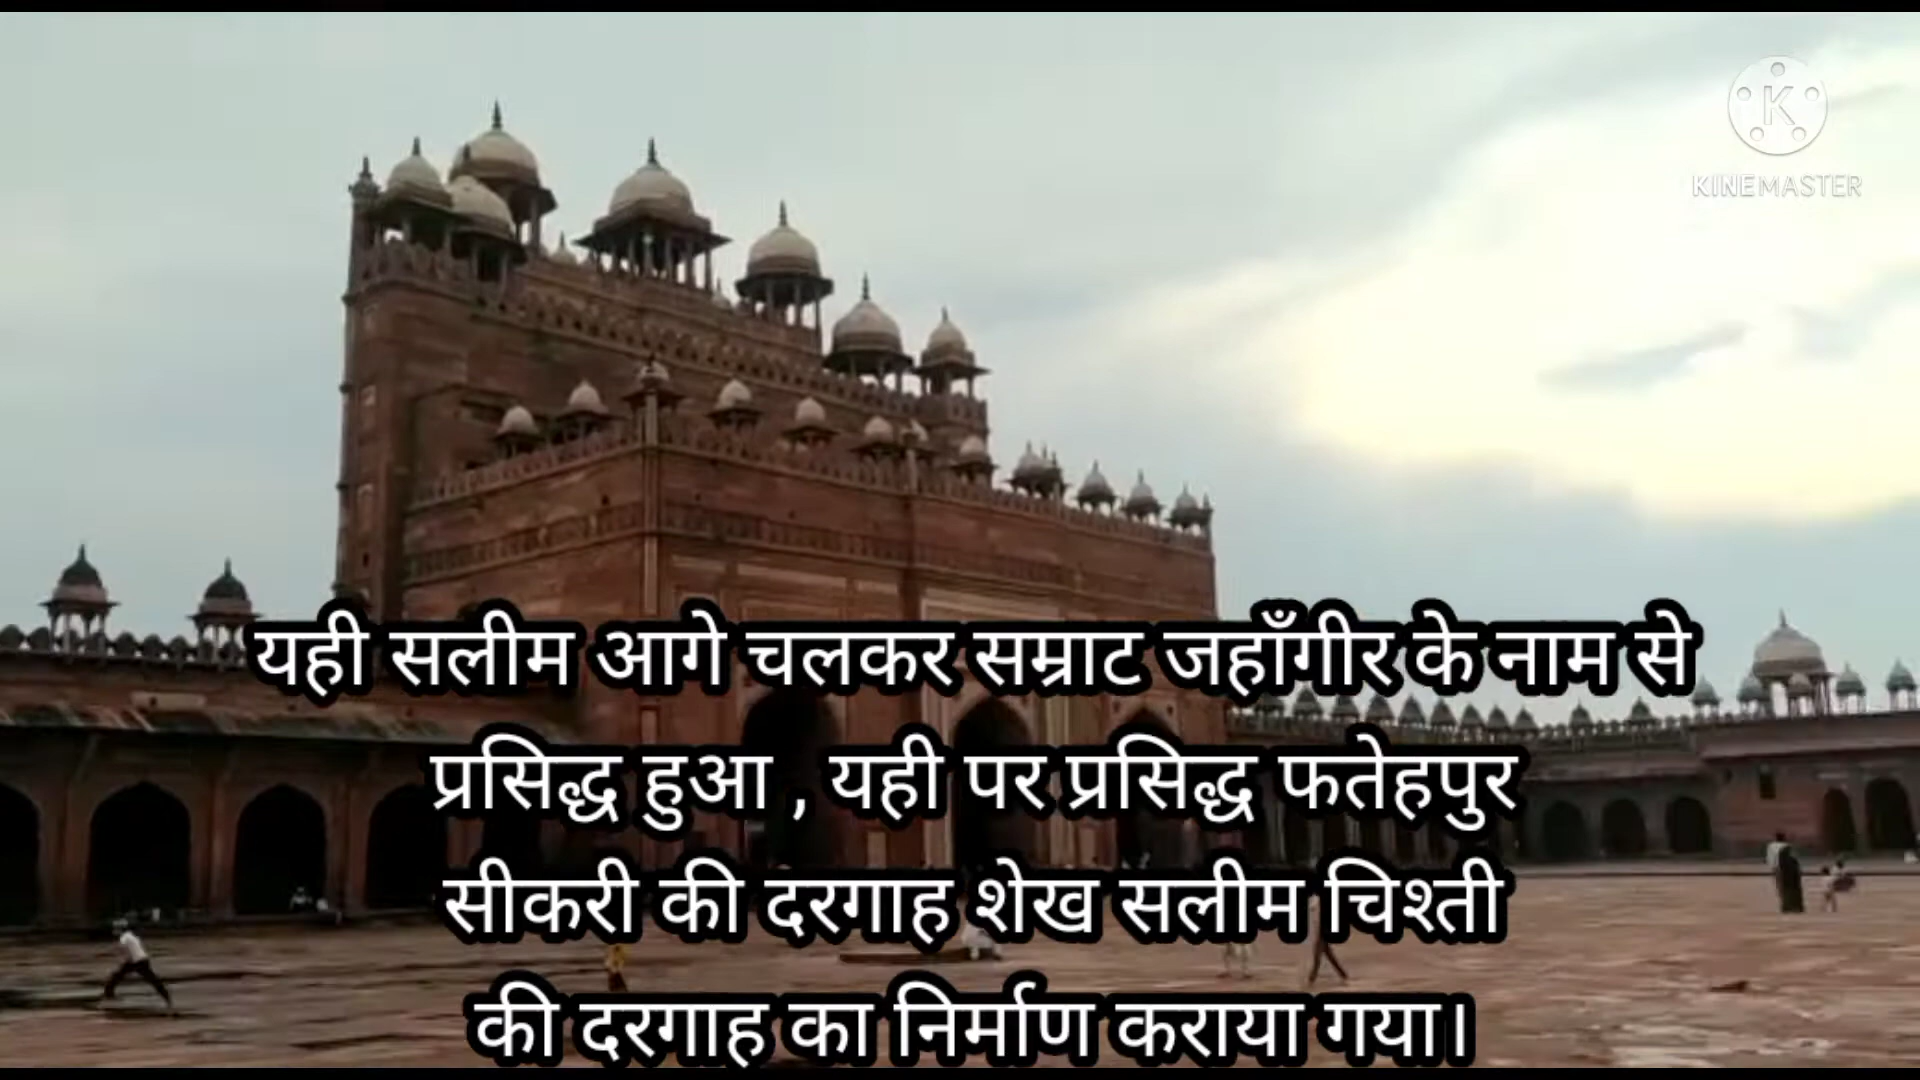 K
KINEMASTER
यही सलीम आगे चलकर सम्राट जहाँगीर के नाम से
प्रसिद्ध हुआ , यही पर प्रसिद्ध फतेहपुर
सीकरी की दरगाह शेख सलीम चिश्ती
की दरगाह का निर्माण कराया गया।